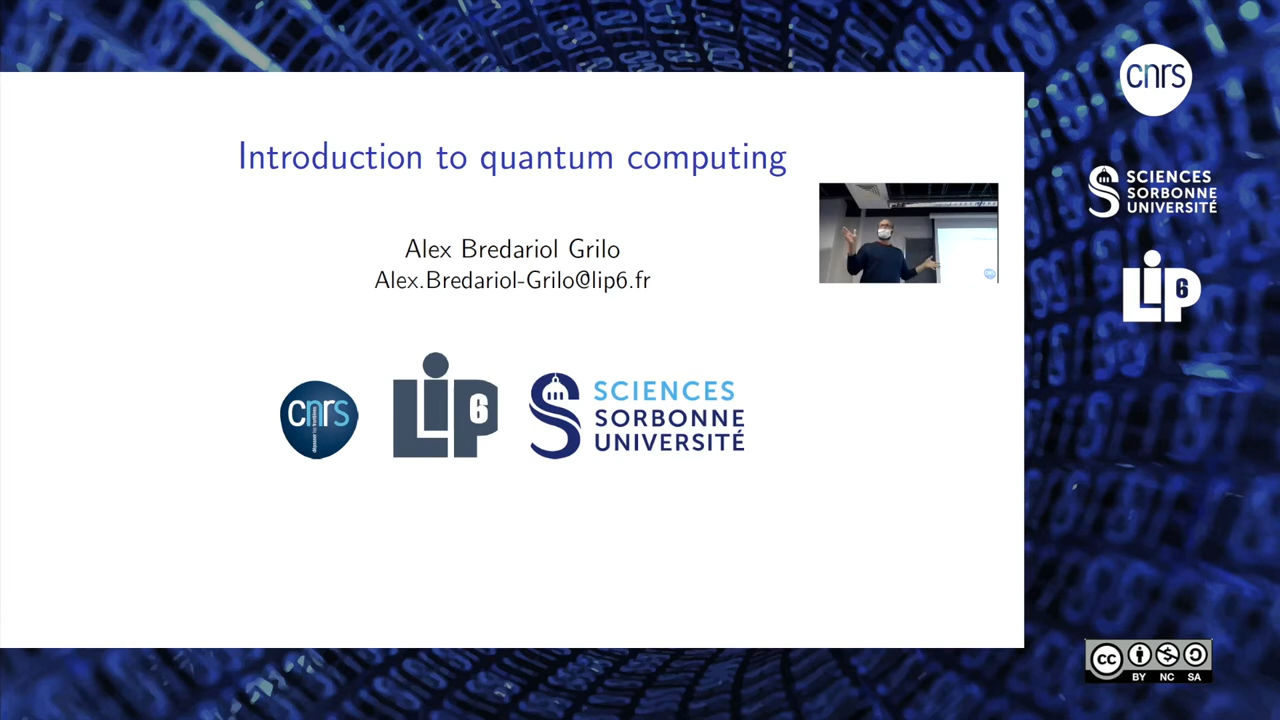 Introduction to quantum computing
Alex Bredariol Grilo
Alex.Bredariol-Grilo@lip6.fr
cnrs
LiP6
SCIENCES
SORBONNE
UNIVERSITÉ
cnrs
SCIENCES
SORBONNE
UNIVERSITÉ
LiP6
cc
BY NC SA